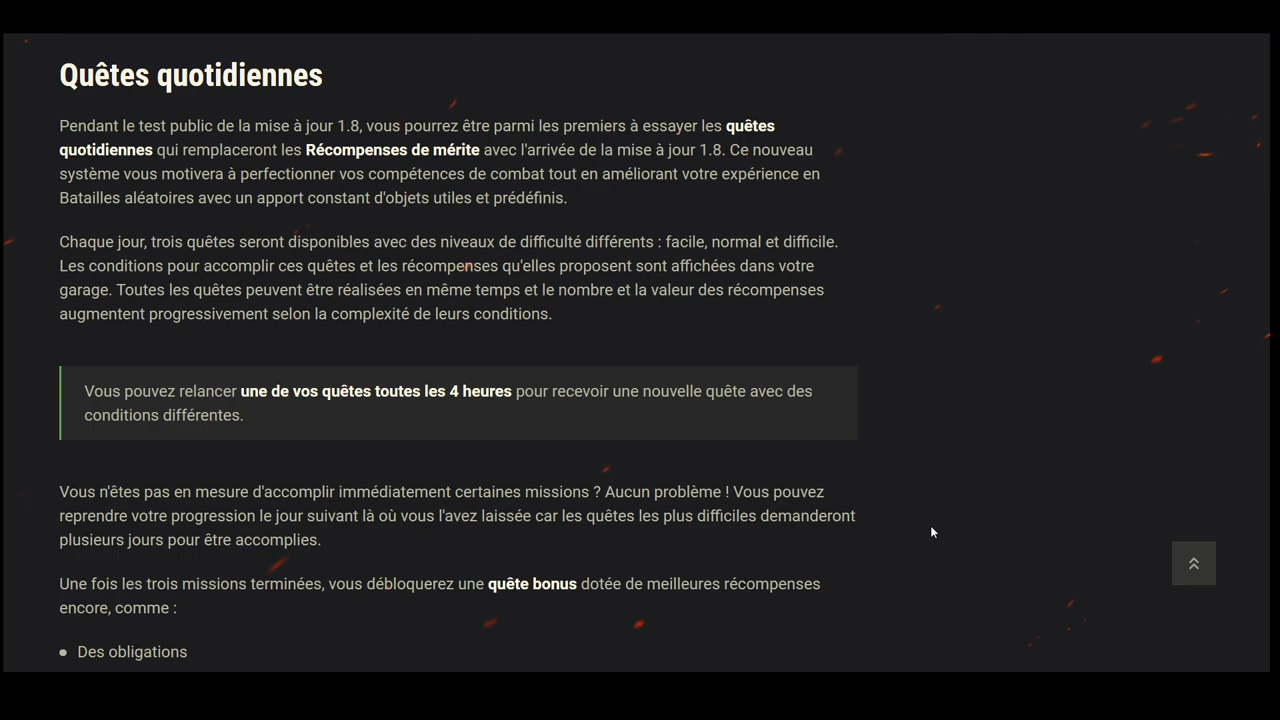 Quêtes quotidiennes
Pendant le test public de la mise à jour 1.8, vous pourrez être parmi les premiers à essayer les quêtes
quotidiennes qui remplaceront les Récompenses de mérite avec l'arrivée de la mise à jour 1.8. Ce nouveau
système vous motivera à perfectionner vos compétences de combat tout en améliorant votre expérience en
Batailles aléatoires avec un apport constant d'objets utiles et prédéfinis.
Chaque jour, trois quêtes seront disponibles avec des niveaux de difficulté différents : facile, normal et difficile.
Les conditions pour accomplir ces quêtes et les récompenses qu'elles proposent sont affichées dans votre
garage. Toutes les quêtes peuvent être réalisées en même temps et le nombre et la valeur des récompenses
augmentent progressivement selon la complexité de leurs conditions.
Vous pouvez relancer une de vos quêtes toutes les 4 heures pour recevoir une nouvelle quête avec des
conditions différentes.
Vous n'êtes pas en mesure d'accomplir immédiatement certaines missions ? Aucun problème ! Vous pouvez
reprendre votre progression le jour suivant là où vous l'avez laissée car les quêtes les plus difficiles demanderont
plusieurs jours pour être accomplies.
Une fois les trois missions terminées, vous débloquerez une quête bonus dotée de meilleures récompenses
encore, comme :
Des obligations